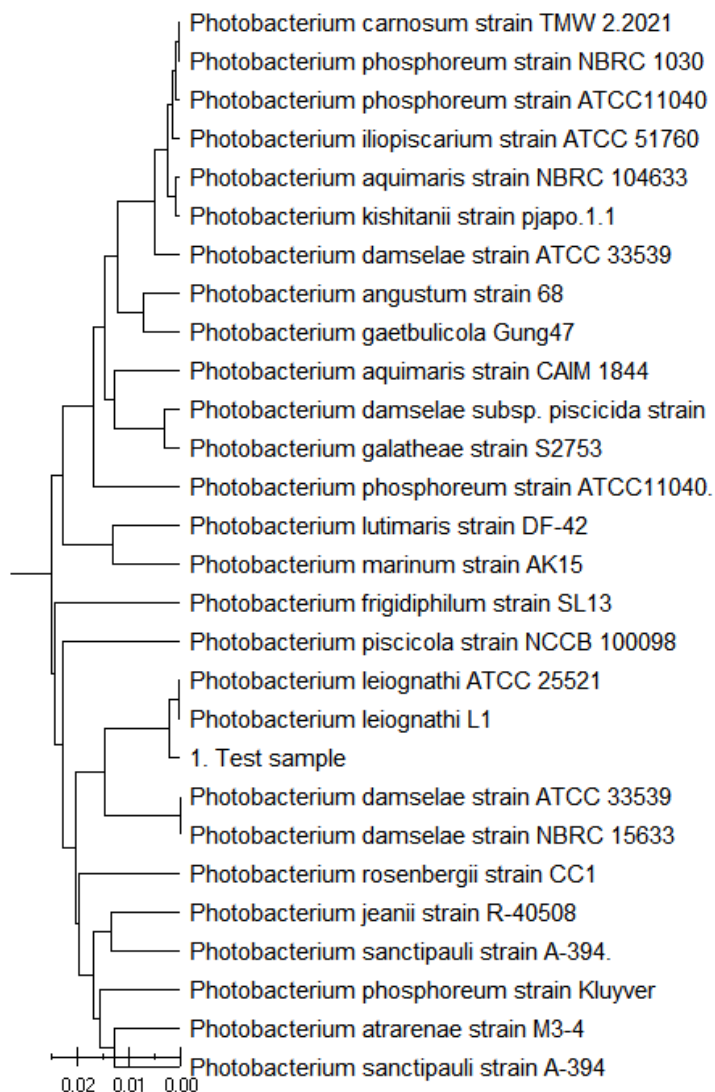 Photobacterium carnosum strain TMW 2.2021
Photobacterium phosphoreum strain NBRC 1030
Photobacterium phosphoreum strain ATCC11040
Photobacterium iliopiscarium strain ATCC 51760
Photobacterium aquimaris strain NBRC 104633
Photobacterium kishitanii strain pjapo.1.1
Photobacterium damselae strain ATCC 33539
Photobacterium angustum strain 68
Photobacterium gaetbulicola Gung47
Photobacterium aquimaris strain CAIM 1844
Photobacterium damselae subsp. piscicida strain
Photobacterium galatheae strain S2753
Photobacterium phosphoreum strain ATCC11040.
Photobacterium lutimaris strain DF-42
Photobacterium marinum strain AK15
Photobacterium frigidiphilum strain SL13
Photobacterium piscicola strain NCCB 100098
Photobacterium leiognathi ATCC 25521
Photobacterium leiognathi L1
1. Test sample
Photobacterium damselae strain ATCC 33539
Photobacterium damselae strain NBRC 15633
Photobacterium rosenbergii strain CC1
Photobacterium jeanii strain R-40508
Photobacterium sanctipauli strain A-394.
Photobacterium phosphoreum strain Kluyver
Photobacterium atrarenae strain M3-4
Photobacterium sanctipauli strain A-394
0.02 0.01 0.00